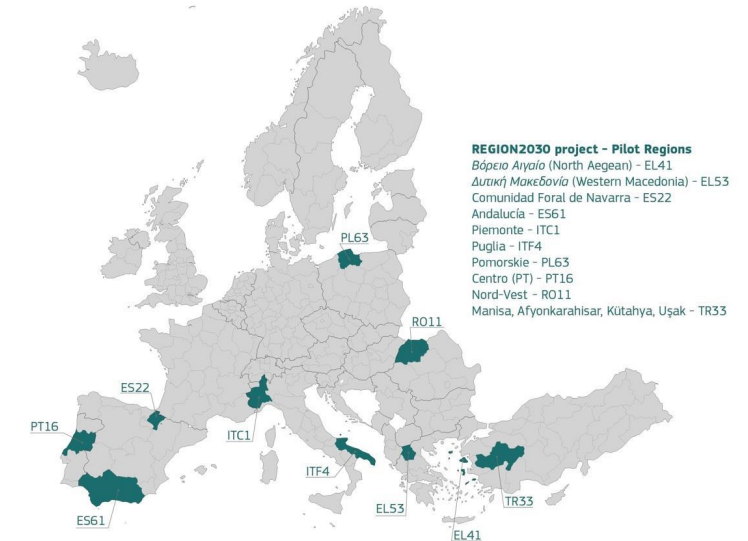 REGION2030 project - Pilot Regions
Βόρειο Αιγαίο (North Aegean) - EL41
Δυτική Μακεδονία (Western Macedonia) - EL53
Comunidad Foral de Navarra - ES22
Andalucía - ES61
Piemonte - ITC1
Puglia - ITF4
Pomorskie - PL63
Centro (PT) - PT16
Nord-Vest - RO11
Manisa, Afyonkarahisar, Kütahya, Uşak - TR33
PL63
RO11
ES22
PT16
ITC1
ITF4
TR33
EL53
ES61
EL41